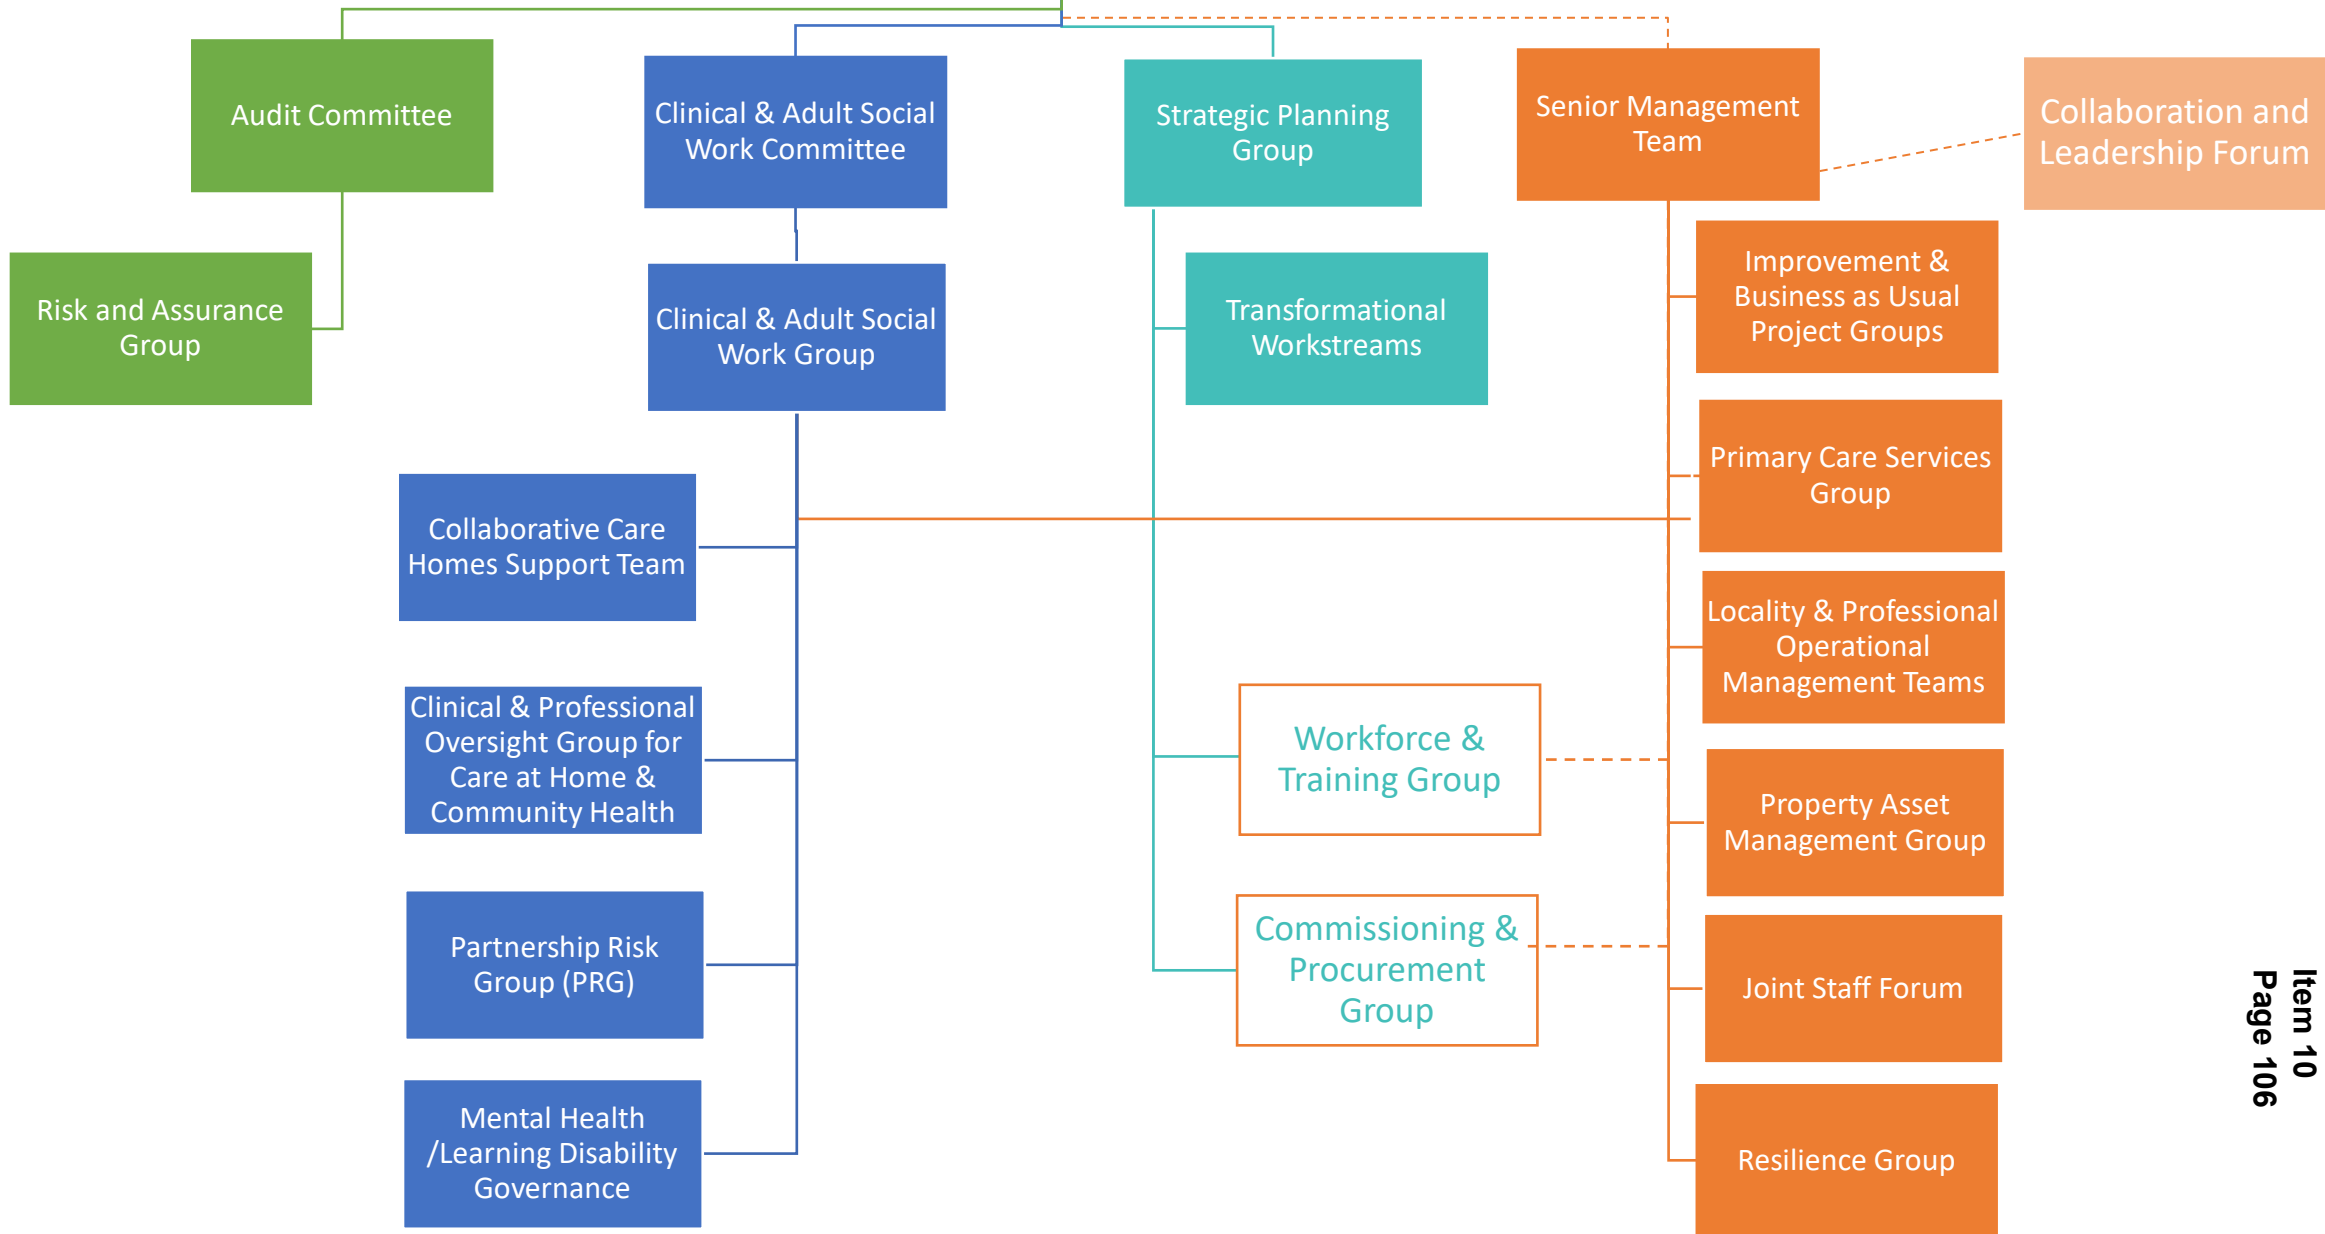 Audit Committee
Clinical & Adult Social
Work Committee
Strategic Planning
Group
Senior Management
Team
Collaboration and
Leadership Forum
Risk and Assurance
Group
Clinical & Adult Social
Work Group
Transformational
Workstreams
Improvement &
Business as Usual
Project Groups
Primary Care Services
Group
Collaborative Care
Homes Support Team
Locality & Professional
Operational
Management Teams
Clinical & Professional
Oversight Group for
Care at Home &
Community Health
Workforce &
Training Group
Property Asset
Management Group
Partnership Risk
Group (PRG)
Commissioning &
Procurement
Group
Joint Staff Forum
Mental Health
/Learning Disability
Governance
Resilience Group
Item 10
Page 106